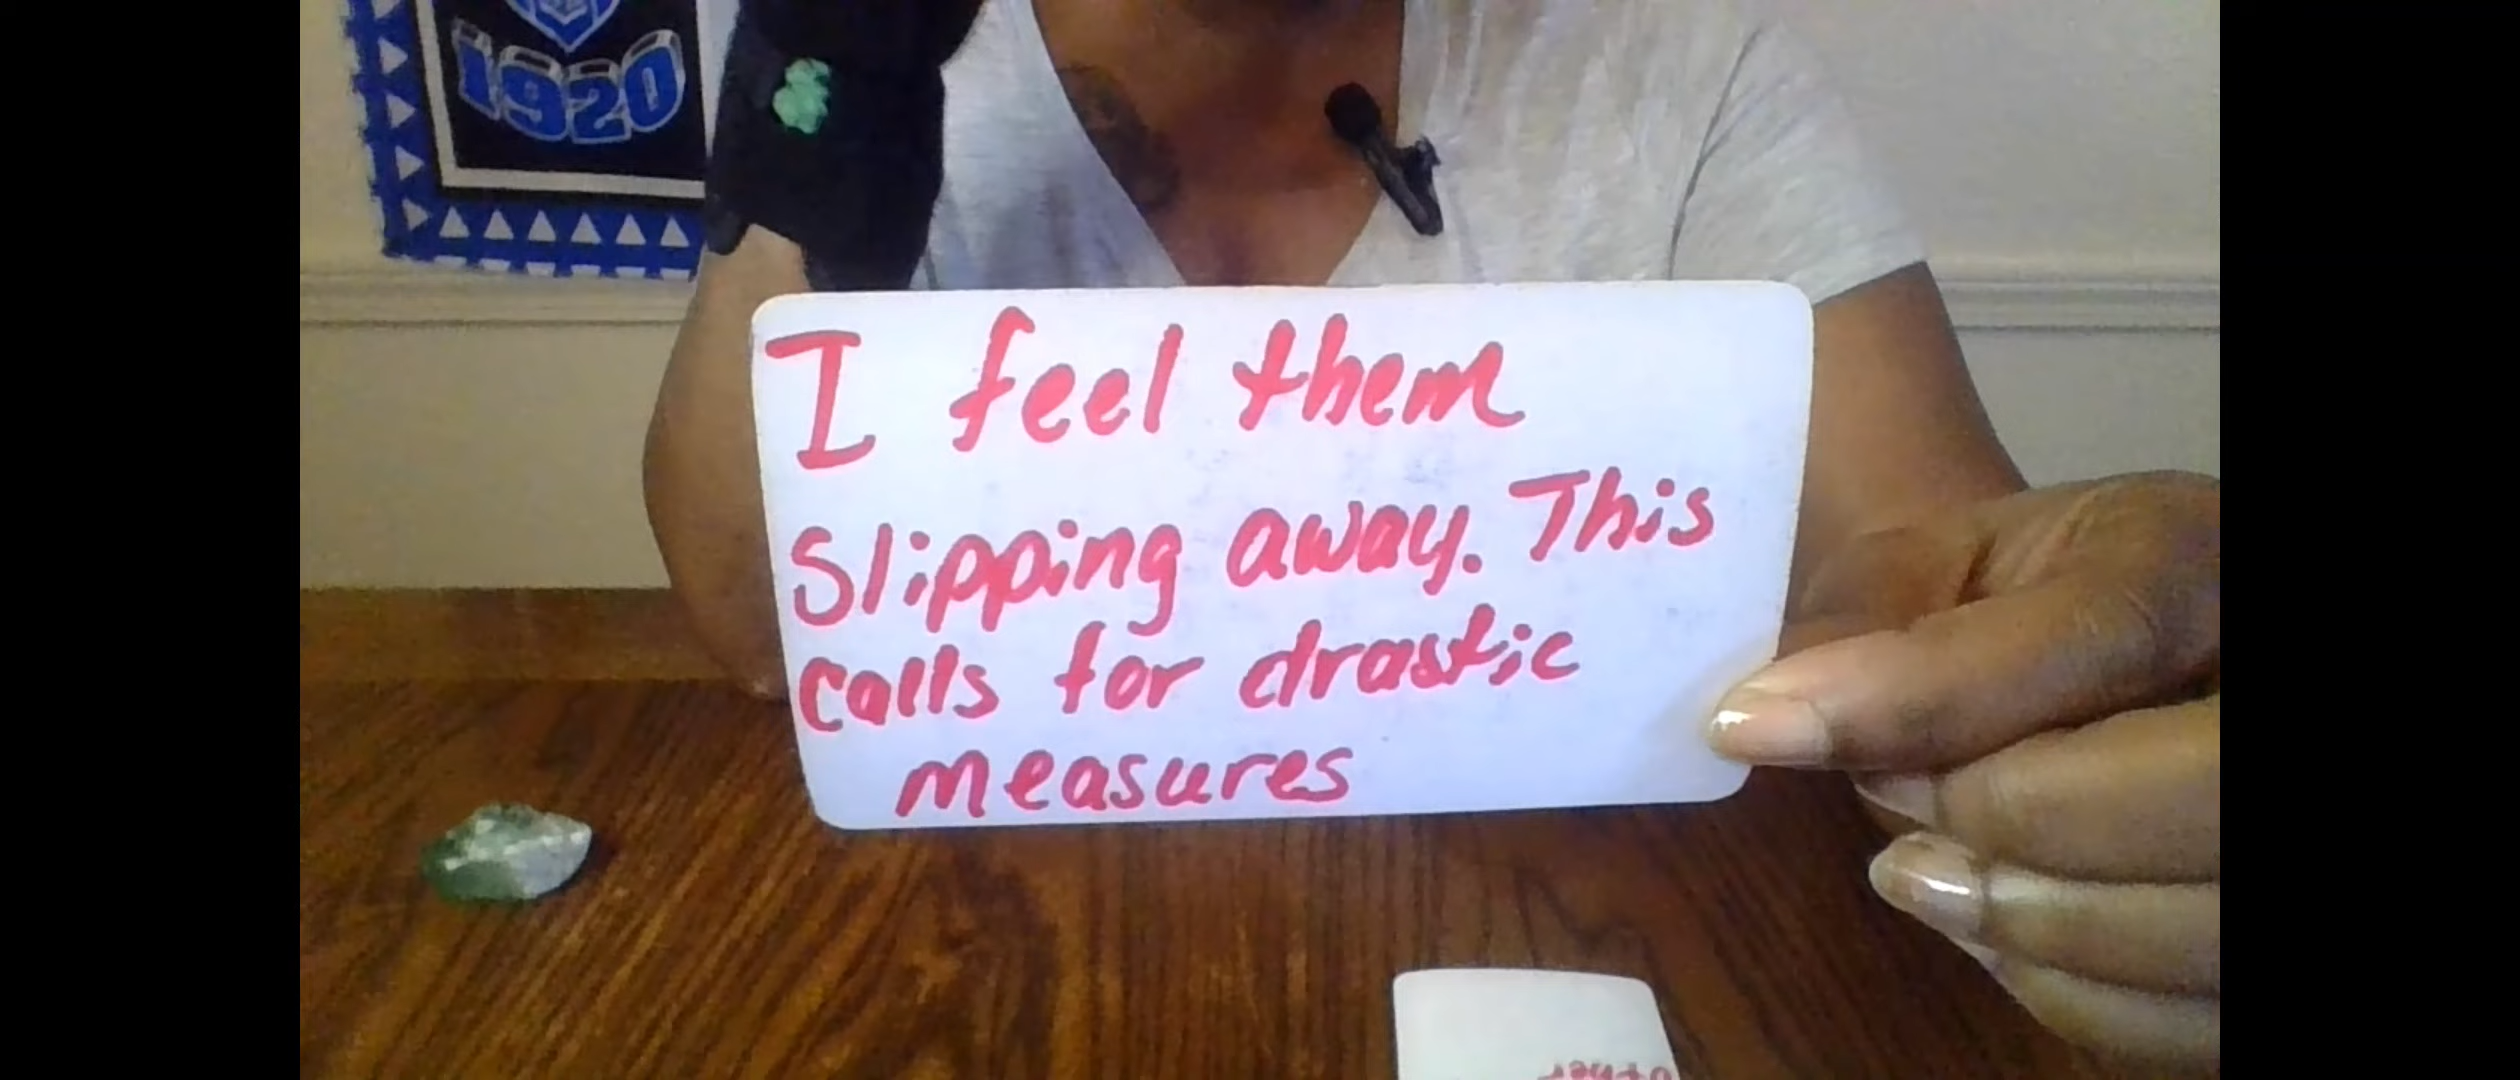 1920
I feel them
Slipping away. This
calls for drastic
measures